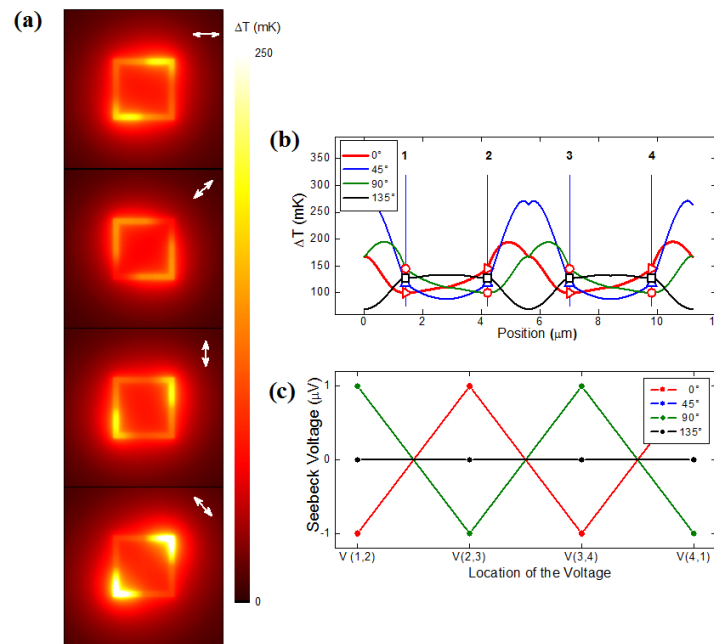 (a)
ΔT (mK)
250
0
(b)
ΔT (mK)
350
300
250
200
150
100
0°
45°
90°
135°
1
2
3
4
0
2
4
6
8
10
Position (μm)
(c)
Seebeck Voltage (μV)
1
0
-1
0°
45°
90°
135°
V (1,2)
V(2,3)
V(3,4)
V(4,1)
Location of the Voltage